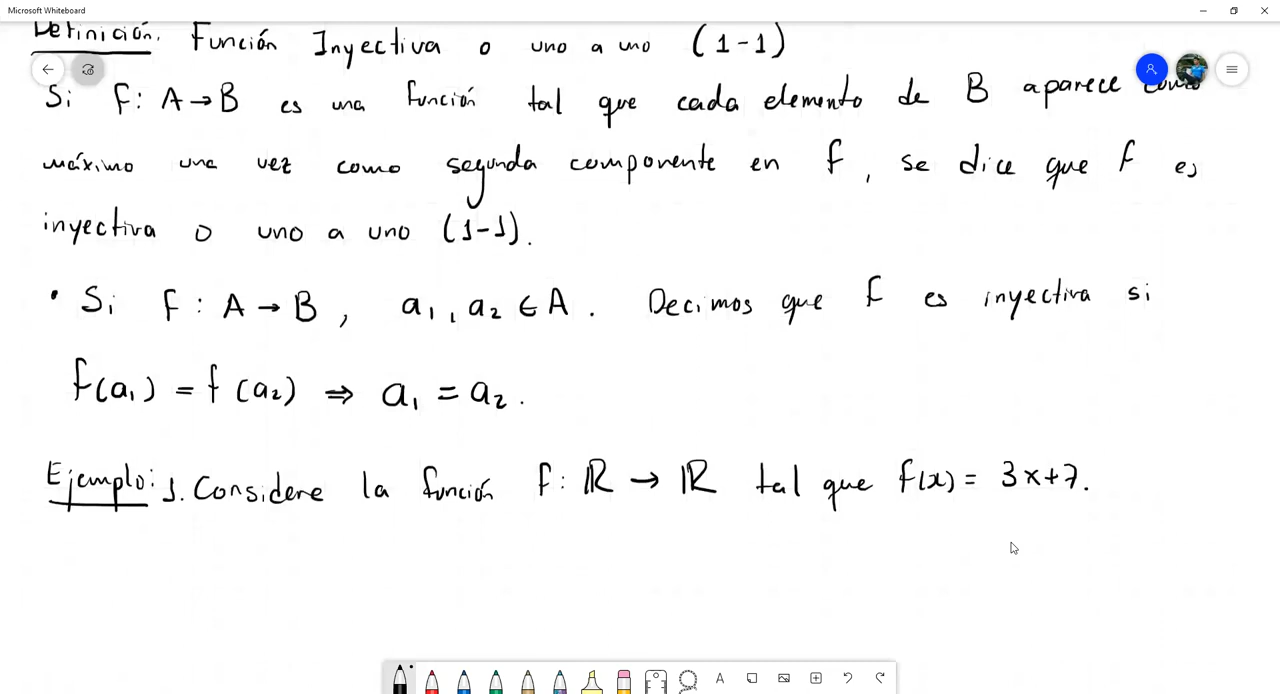 Microsoft Whiteboard
Definición. Función Inyectiva o uno a uno (1-1)
Si f: A→B es una función tal que cada elemento de B aparece como
máximo una vez como segunda componente en f, se dice que f es
inyectiva o uno a uno (1-1).
• Si f: A→B, a₁, a₂ ∈ A. Decimos que f es inyectiva si
f(a₁) = f(a₂) ⇒ a₁ = a₂.
Ejemplo: 1. Considere la función f: ℝ → ℝ tal que f(x) = 3x+7.